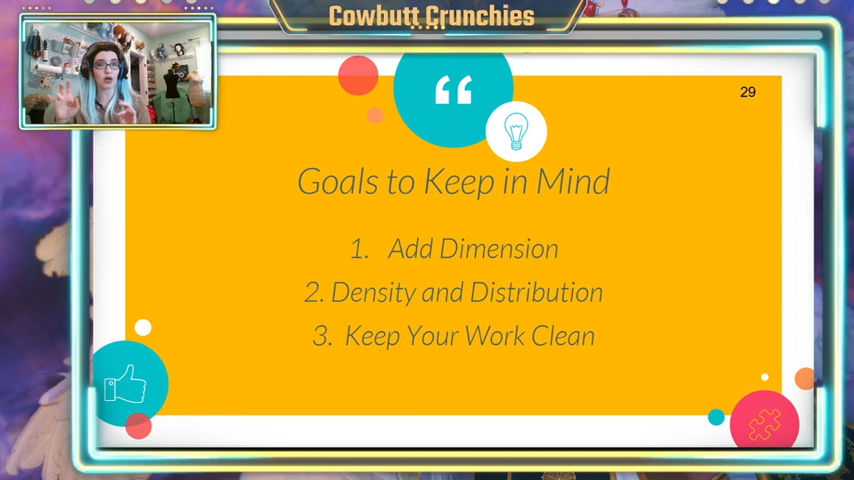 Cowbutt Crunchies
29
Goals to Keep in Mind
1. Add Dimension
2. Density and Distribution
3. Keep Your Work Clean